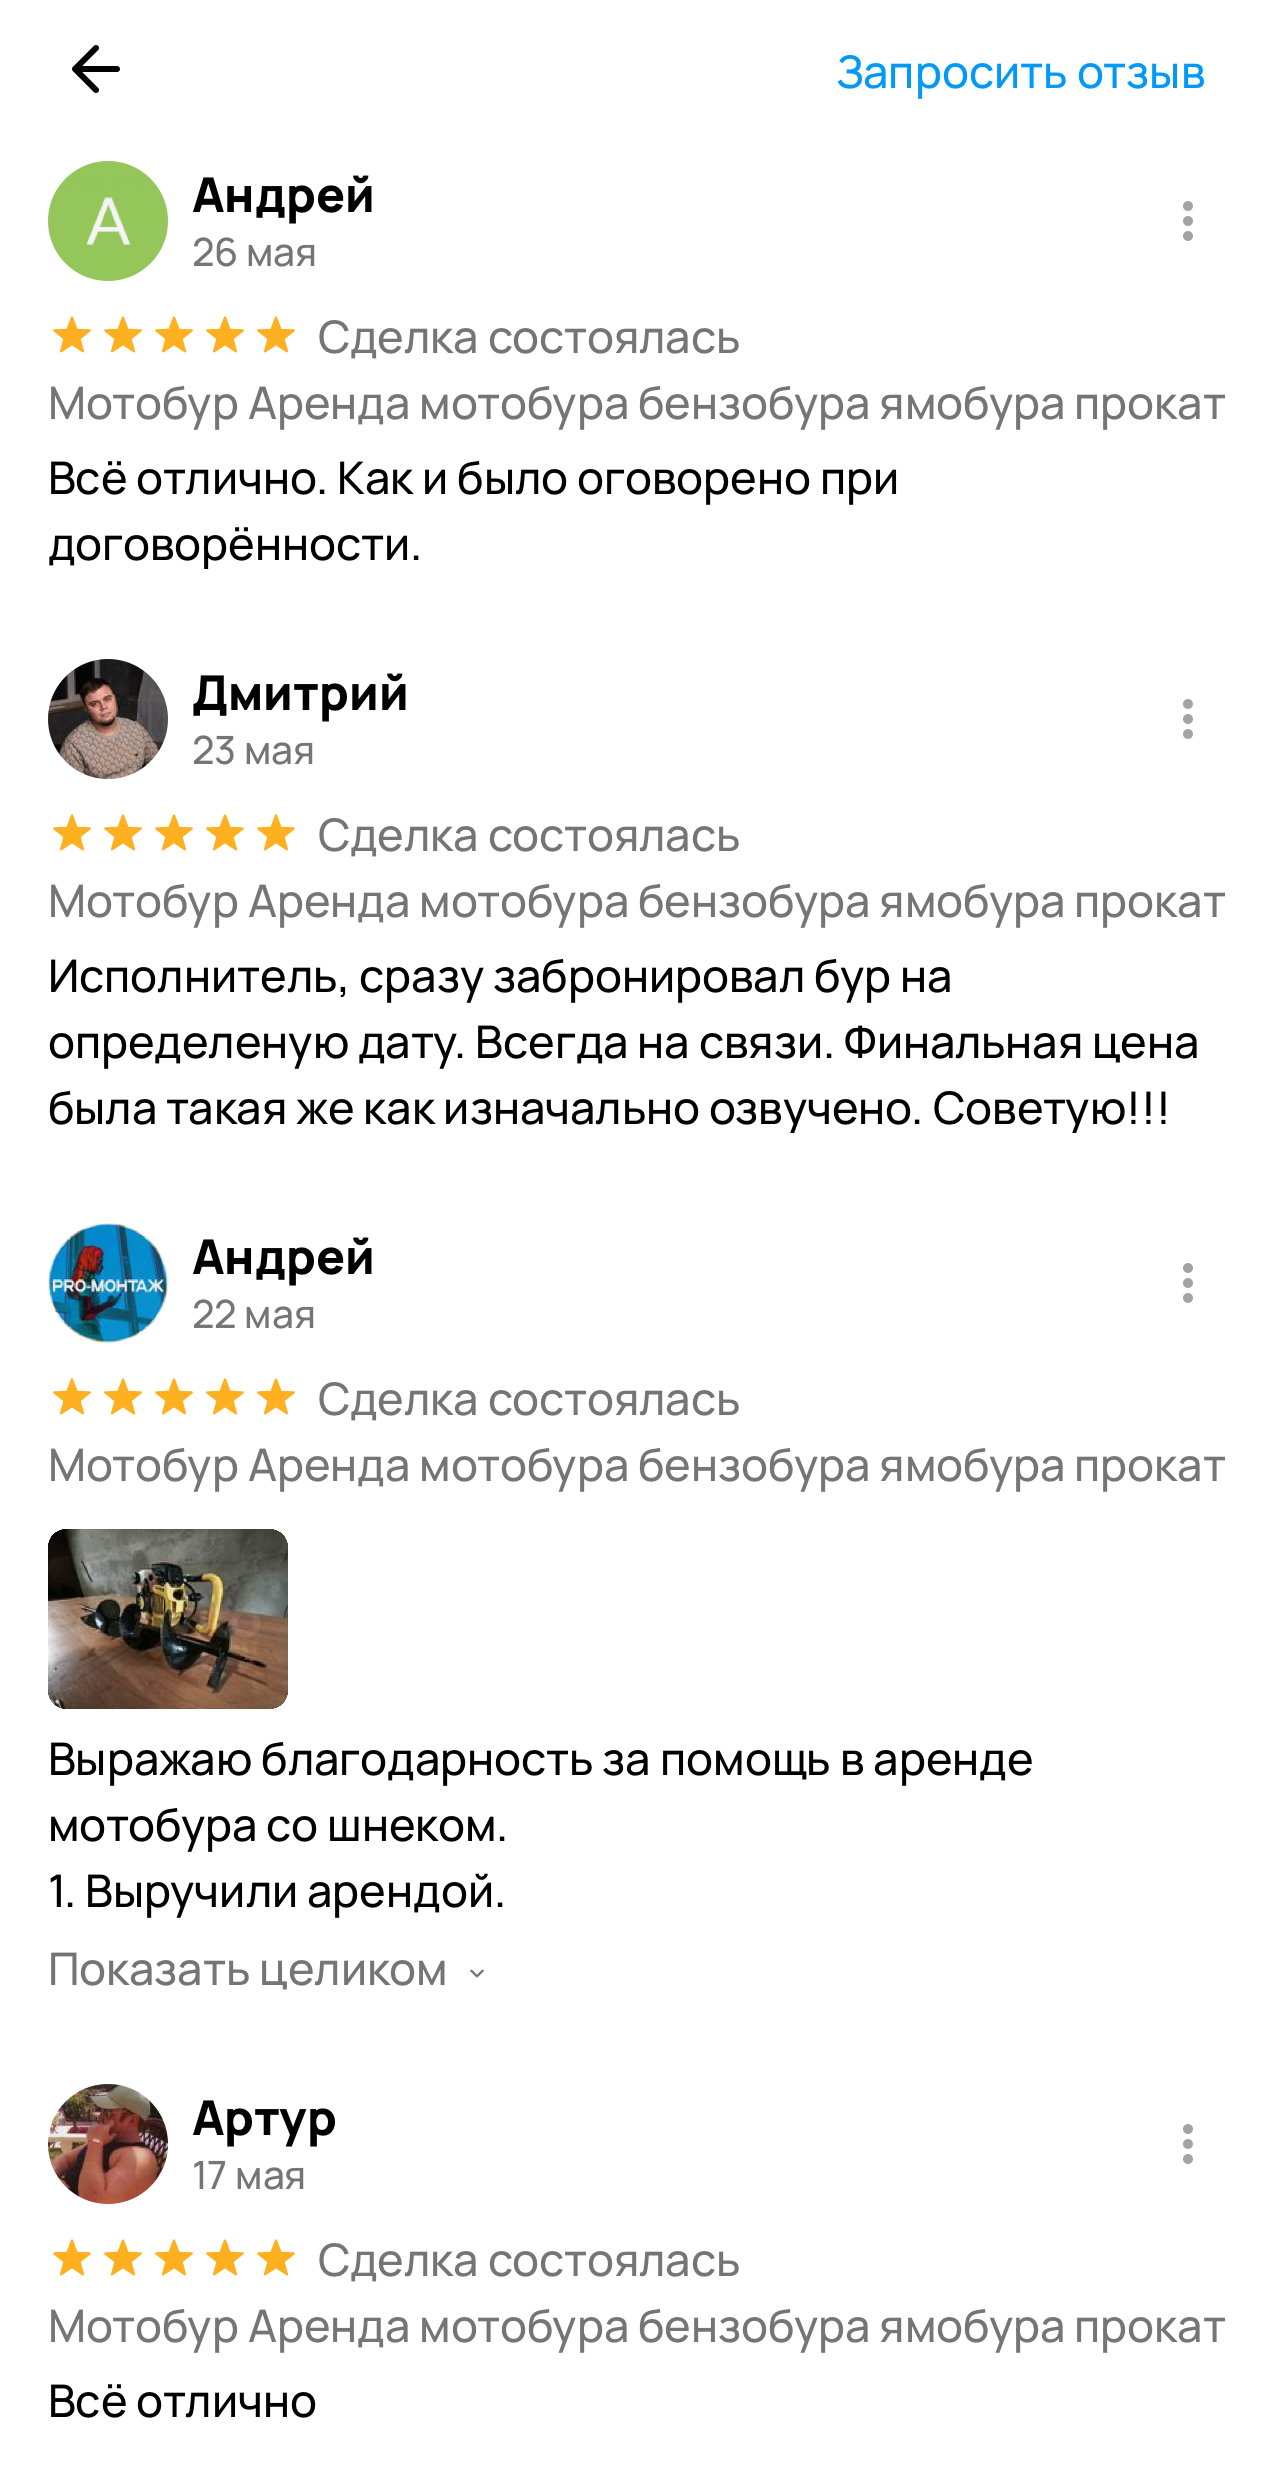 Запросить отзыв
А
Андрей
26 мая
Сделка состоялась
Мотобур Аренда мотобура бензобура ямобура прокат
Всё отлично. Как и было оговорено при
договорённости.
Дмитрий
23 мая
Сделка состоялась
Мотобур Аренда мотобура бензобура ямобура прокат
Исполнитель, сразу забронировал бур на
определеную дату. Всегда на связи. Финальная цена
была такая же как изначально озвучено. Советую!!!
PRO-МОНТАЖ
Андрей
22 мая
Сделка состоялась
Мотобур Аренда мотобура бензобура ямобура прокат
Выражаю благодарность за помощь в аренде
мотобура со шнеком.
1. Выручили арендой.
Показать целиком
Артур
17 мая
Сделка состоялась
Мотобур Аренда мотобура бензобура ямобура прокат
Всё отлично